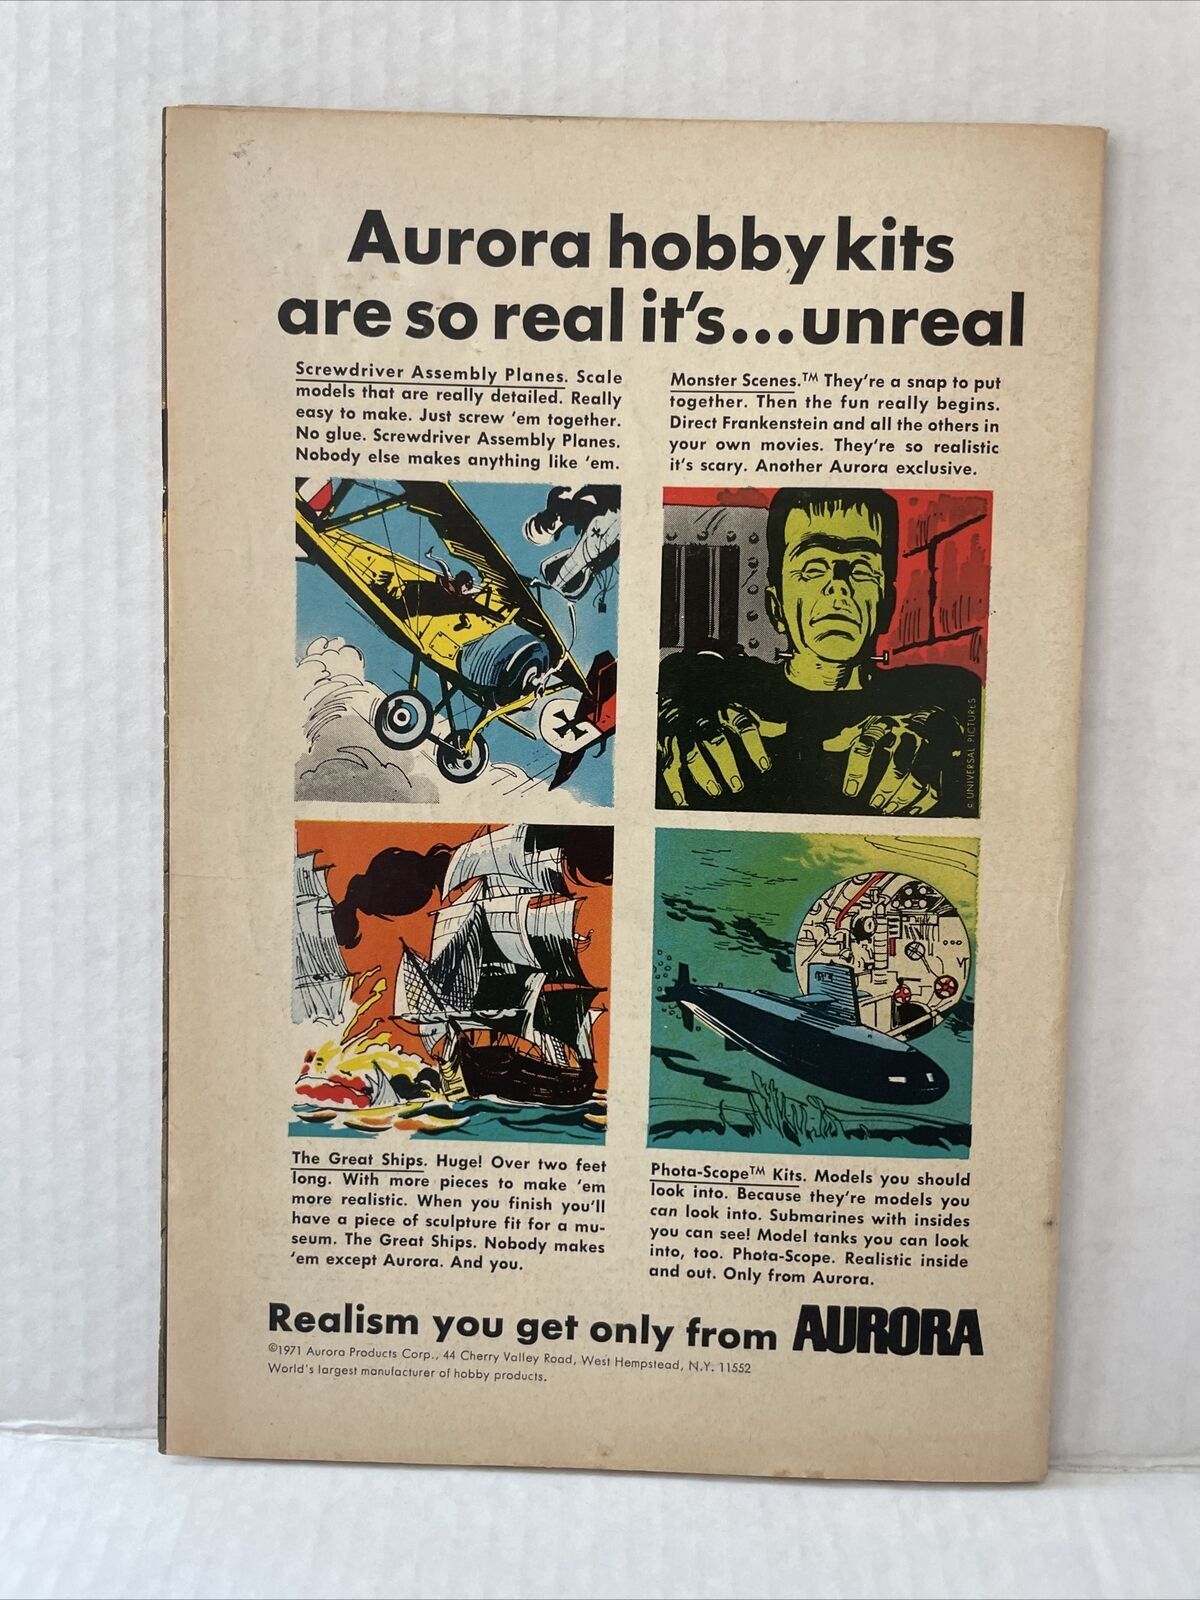 Aurora hobby kits
are so real it's...unreal
Screwdriver Assembly Planes. Scale
models that are really detailed. Really
easy to make. Just screw 'em together.
No glue. Screwdriver Assembly Planes.
Nobody else makes anything like 'em.
Monster Scenes.™ They're a snap to put
together. Then the fun really begins.
Direct Frankenstein and all the others in
your own movies. They're so realistic
it's scary. Another Aurora exclusive.
© UNIVERSAL PICTURES
The Great Ships. Huge! Over two feet
long. With more pieces to make 'em
more realistic. When you finish you'll
have a piece of sculpture fit for a mu-
seum. The Great Ships. Nobody makes
'em except Aurora. And you.
Phota-Scope™ Kits. Models you should
look into. Because they're models you
can look into. Submarines with insides
you can see! Model tanks you can look
into, too. Phota-Scope. Realistic inside
and out. Only from Aurora.
Realism you get only from AURORA
©1971 Aurora Products Corp., 44 Cherry Valley Road, West Hempstead, N.Y. 11552
World's largest manufacturer of hobby products.